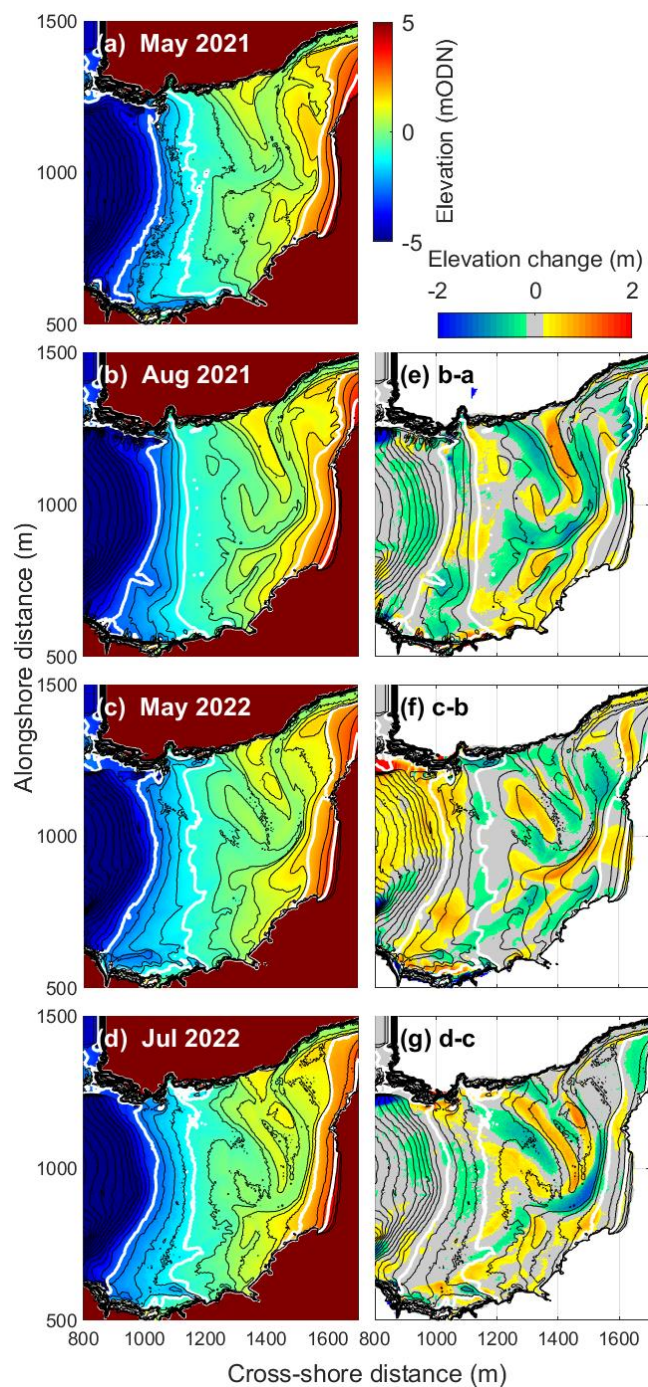 1500
(a) May 2021
1000
500
5
0
-5
Elevation (mODN)
Elevation change (m)
-2 0 2
1500
(b) Aug 2021
(e) b-a
1000
500
Alongshore distance (m)
1500
(c) May 2022
(f) c-b
1000
500
1500
(d) Jul 2022
(g) d-c
1000
500
800 1000 1200 1400 1600 800 1000 1200 1400 1600
Cross-shore distance (m)